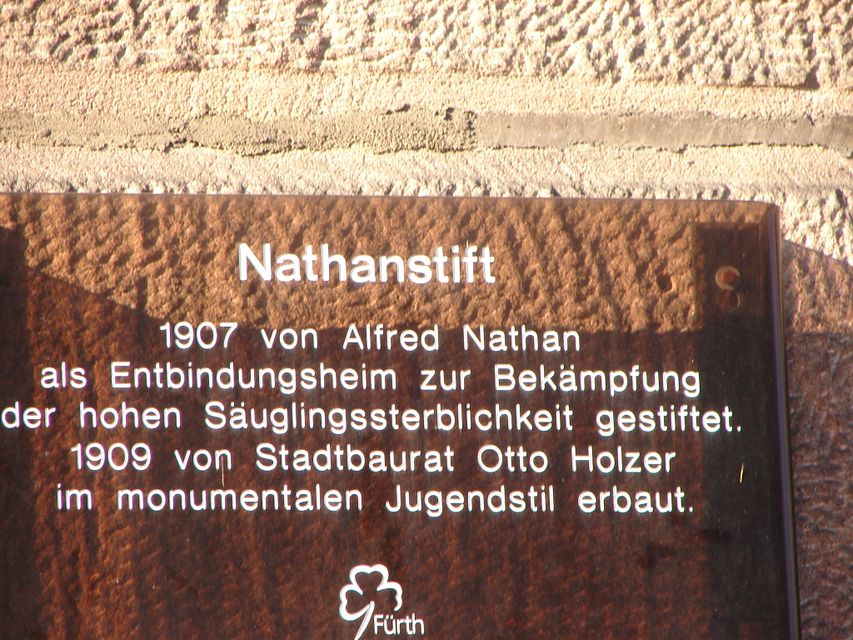 Nathanstift
1907 von Alfred Nathan
als Entbindungsheim zur Bekämpfung
der hohen Säuglingssterblichkeit gestiftet.
1909 von Stadtbaurat Otto Holzer
im monumentalen Jugendstil erbaut.
Fürth